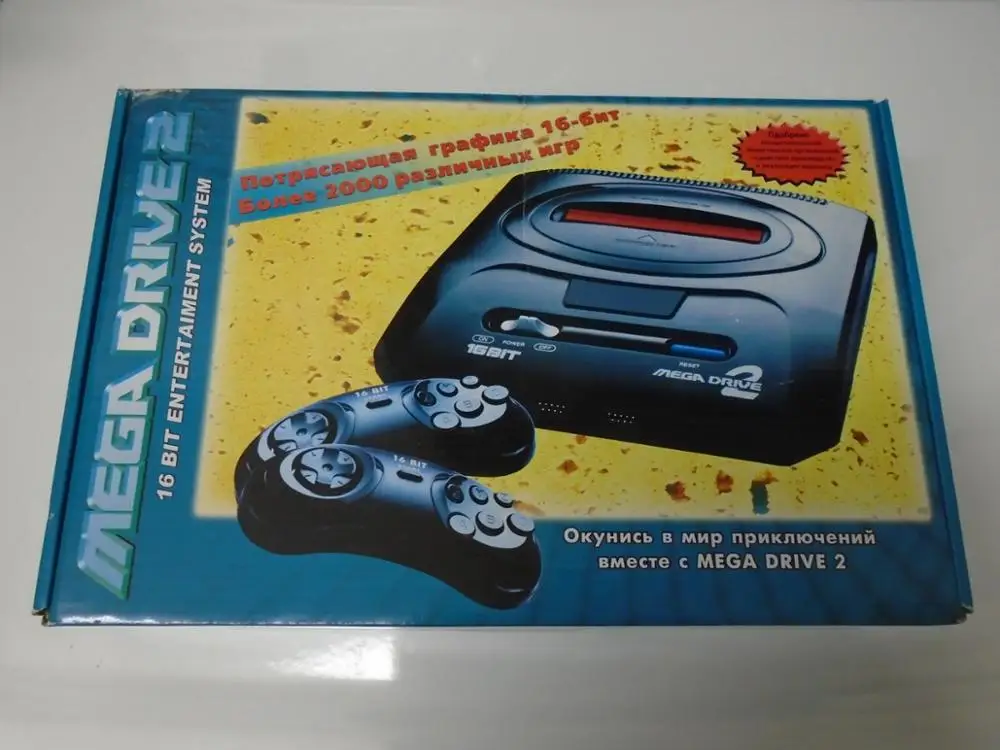 MEGA DRIVE 2
16 BIT ENTERTAIMENT SYSTEM
Потрясающая графика 16-бит
Более 2000 различных игр
Одобрено
ON
POWER
OFF
16 BIT
RESET
MEGA DRIVE 2
16 BIT
16 BIT
Окунись в мир приключений
вместе с MEGA DRIVE 2